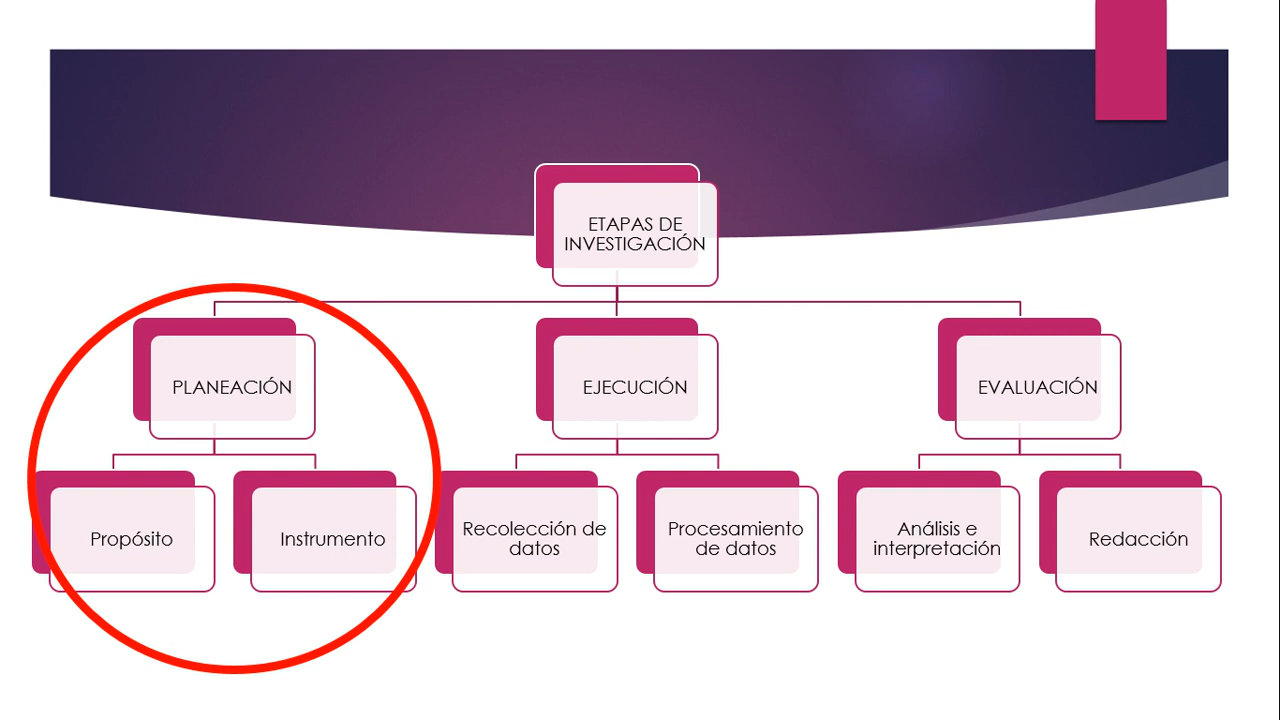 ETAPAS DE
INVESTIGACIÓN
PLANEACIÓN
EJECUCIÓN
EVALUACIÓN
Propósito
Instrumento
Recolección de
datos
Procesamiento
de datos
Análisis e
interpretación
Redacción